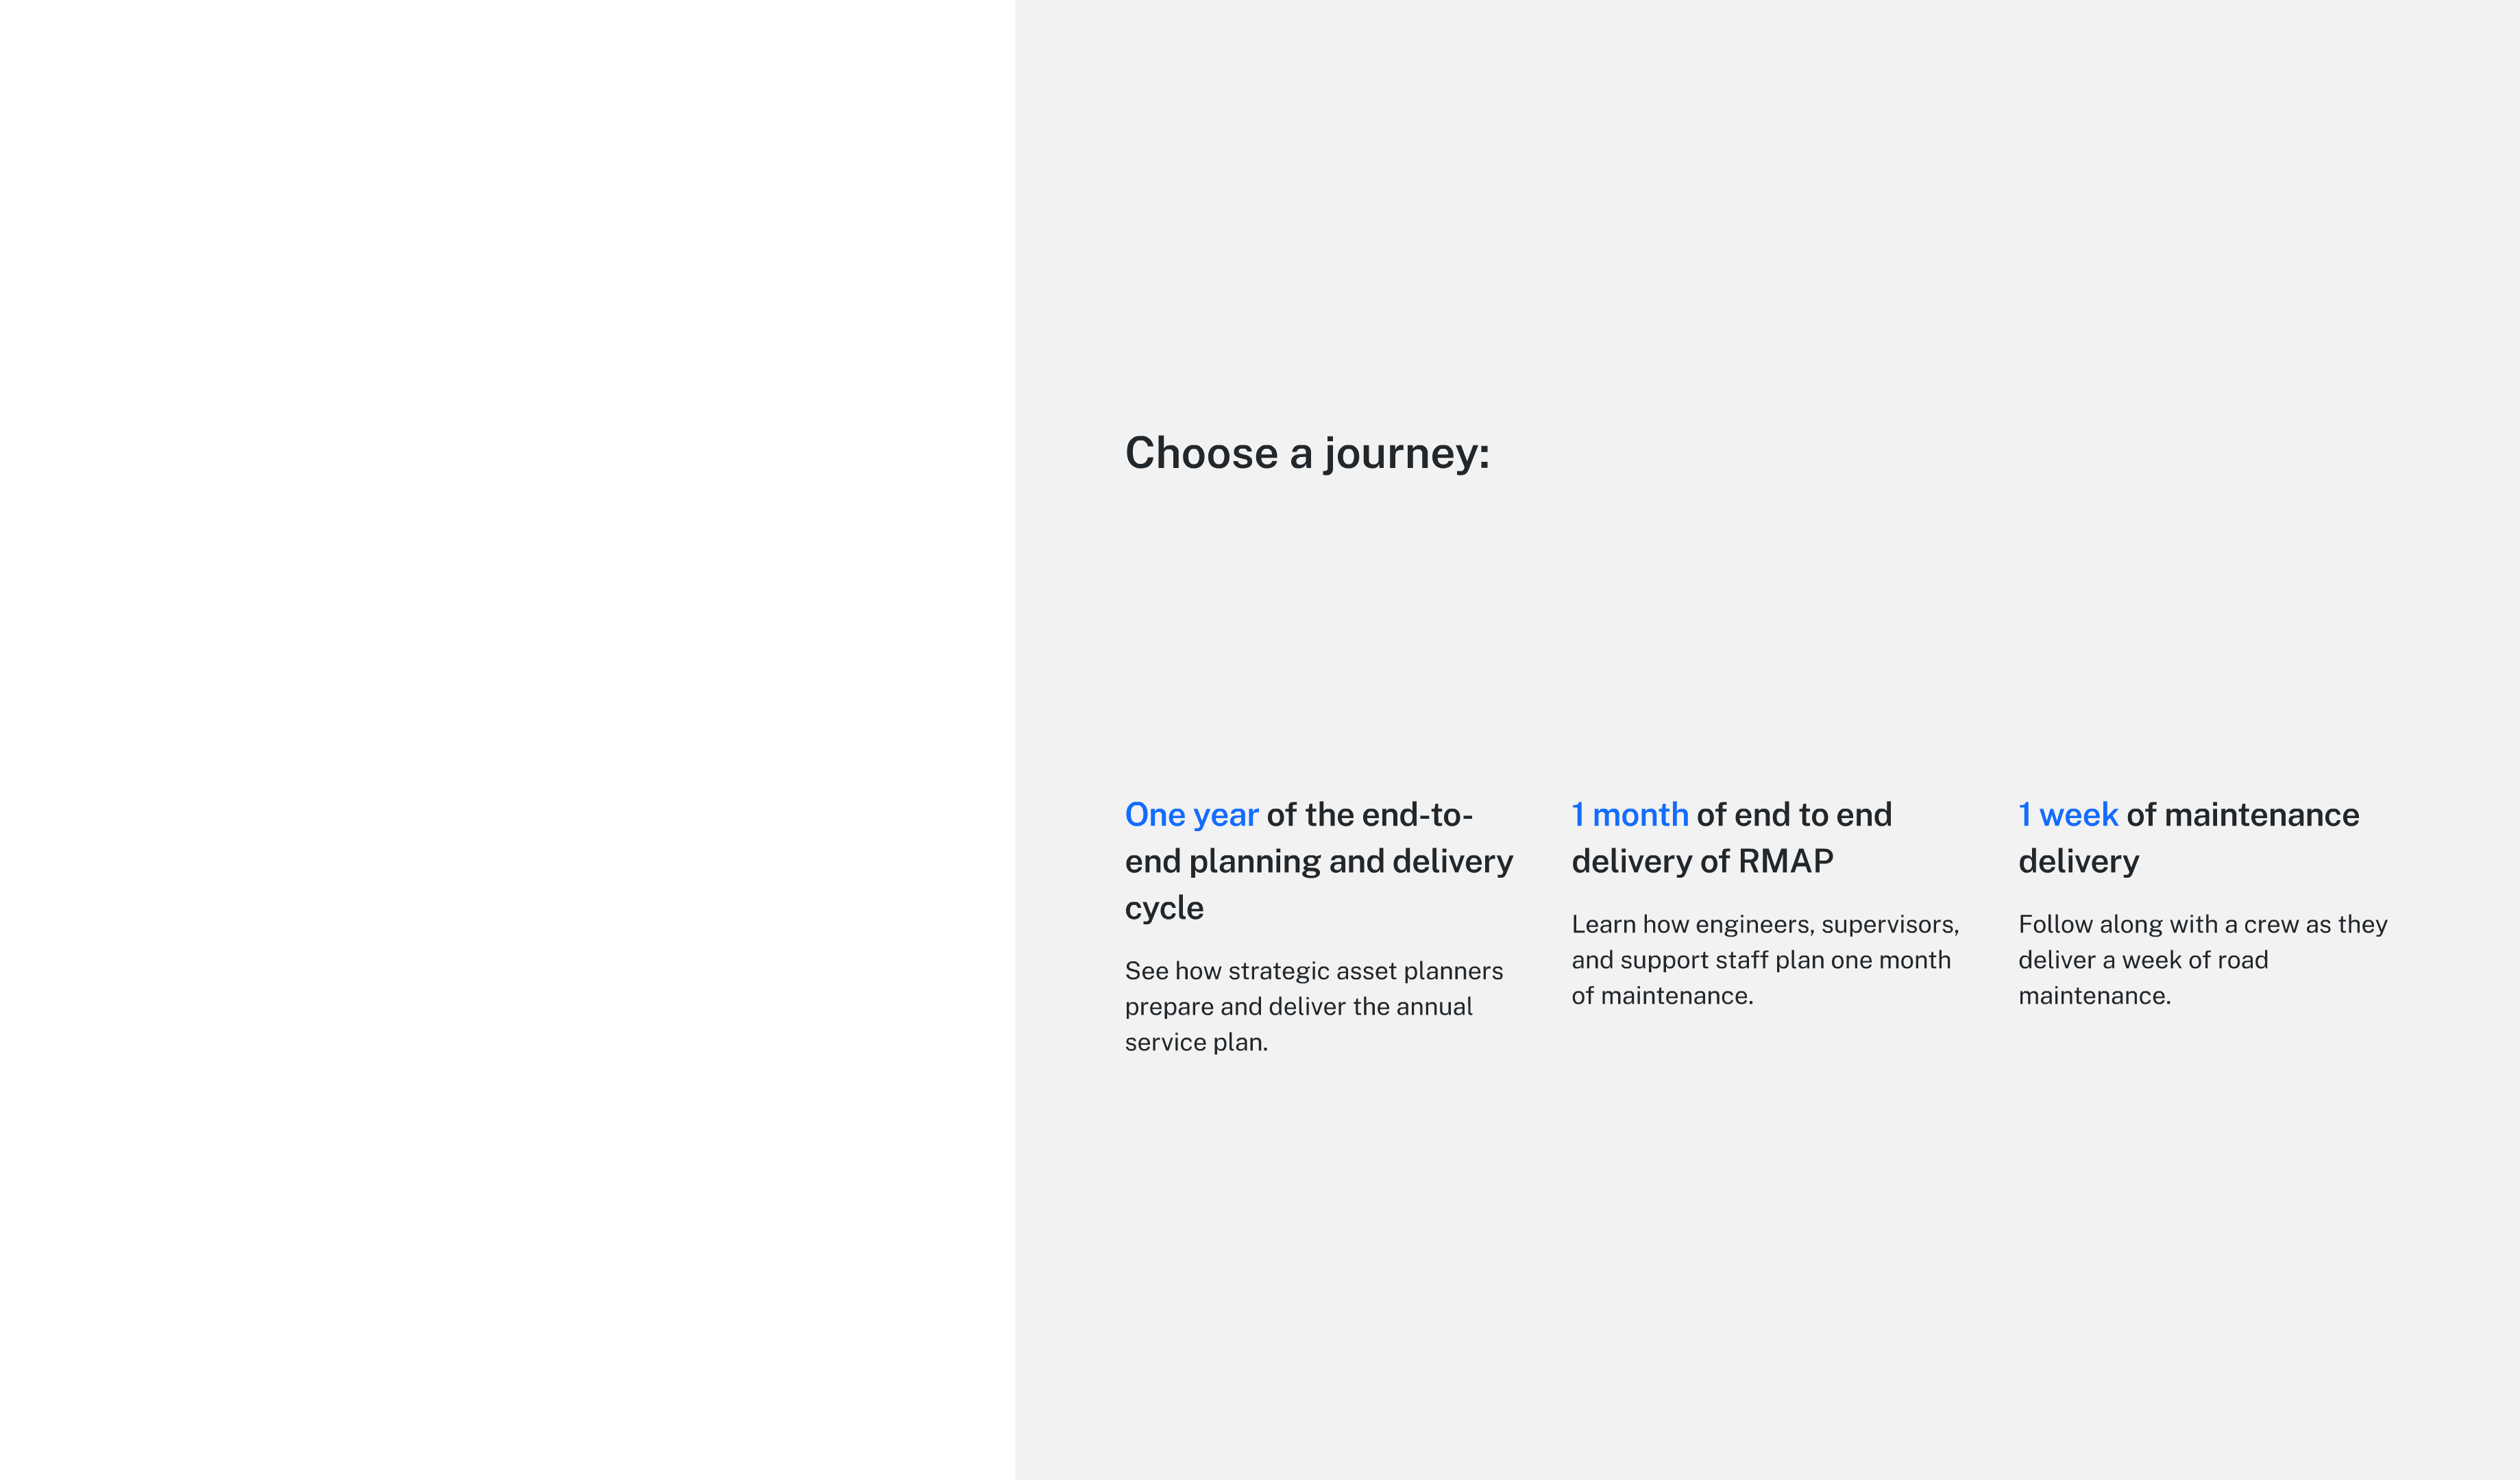 Choose a journey:
One year of the end-to-
end planning and delivery
cycle
See how strategic asset planners
prepare and deliver the annual
service plan.
1 month of end to end
delivery of RMAP
Learn how engineers, supervisors,
and support staff plan one month
of maintenance.
1 week of maintenance
delivery
Follow along with a crew as they
deliver a week of road
maintenance.